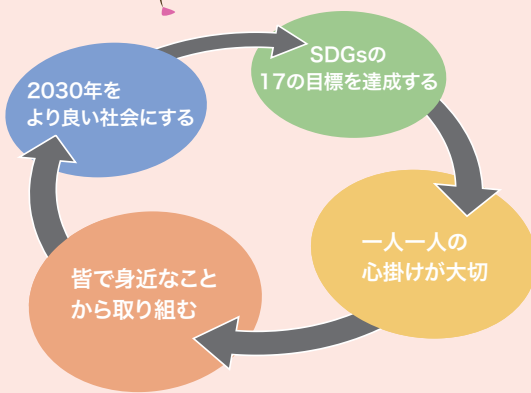 SDGsの
17の目標を達成する
一人一人の
心掛けが大切
皆で身近なこと
から取り組む
2030年を
より良い社会にする